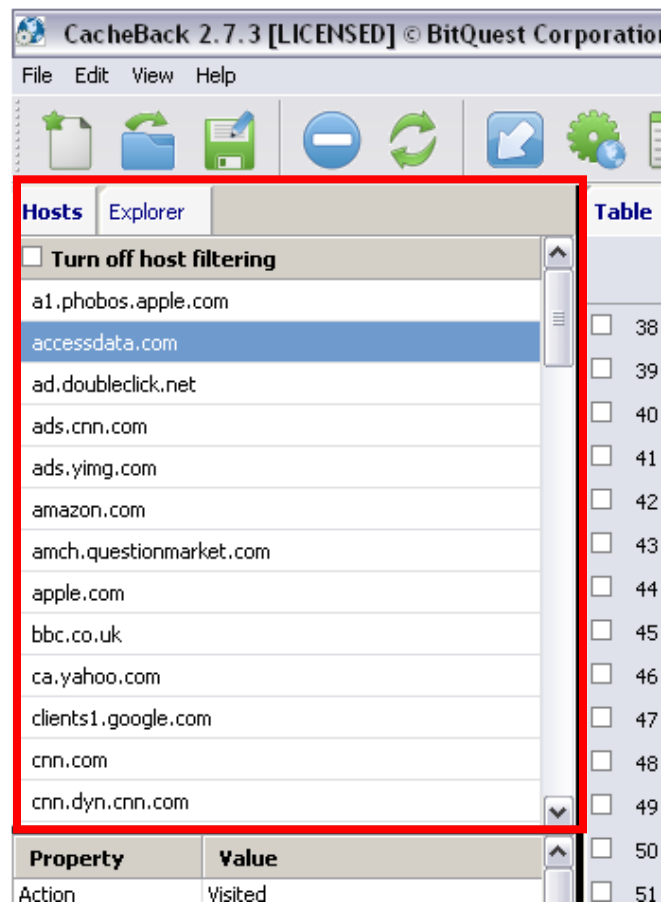 CacheBack 2.7.3 [LICENSED] © BitQuest Corporation
File Edit View Help
Hosts Explorer
Table
Turn off host filtering
a1.phobos.apple.com
accessdata.com
ad.doubleclick.net
ads.cnn.com
ads.yimg.com
amazon.com
amch.questionmarket.com
apple.com
bbc.co.uk
ca.yahoo.com
clients1.google.com
cnn.com
cnn.dyn.cnn.com
38
39
40
41
42
43
44
45
46
47
48
49
50
51
Property Value
Action Visited